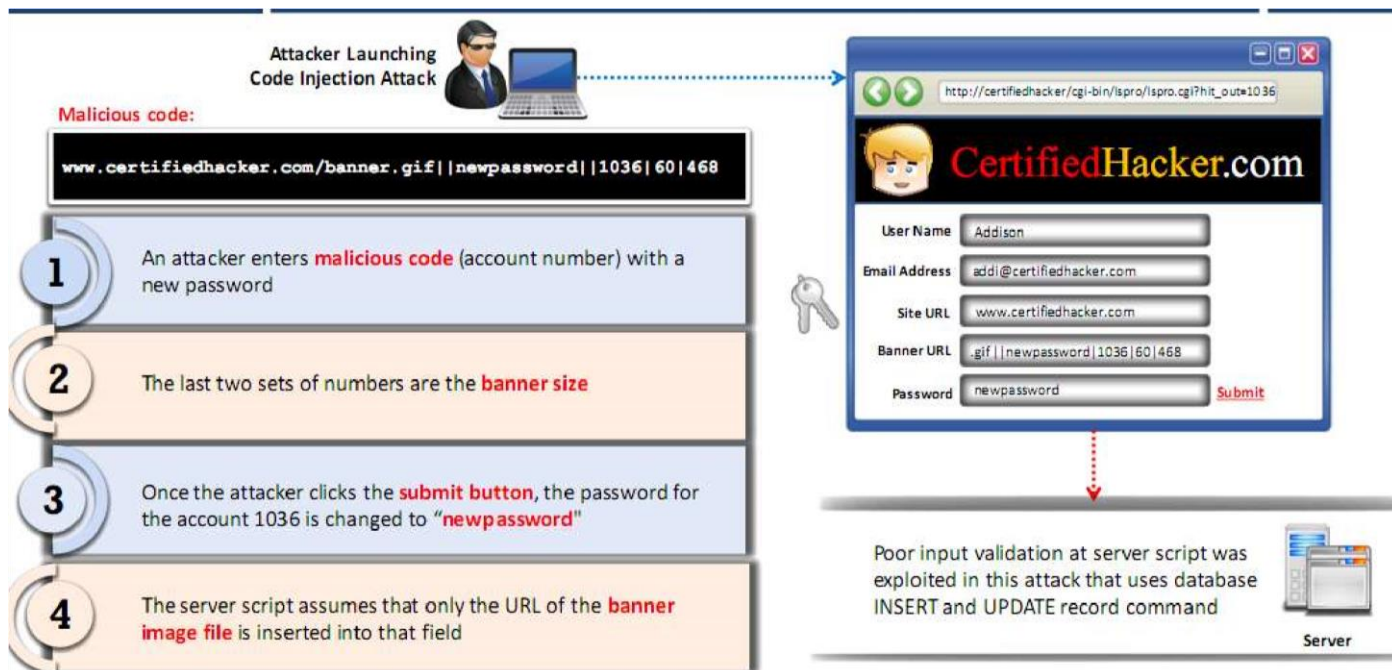 Attacker Launching
Code Injection Attack
Malicious code:
www.certifiedhacker.com/banner.gif||newpassword||1036|60|468
1
An attacker enters malicious code (account number) with a
new password
2
The last two sets of numbers are the banner size
3
Once the attacker clicks the submit button, the password for
the account 1036 is changed to “newpassword"
4
The server script assumes that only the URL of the banner
image file is inserted into that field
http://certifiedhacker/cgi-bin/lspro/lspro.cgi?hit_out=1036
CertifiedHacker.com
User Name Addison
Email Address addi@certifiedhacker.com
Site URL www.certifiedhacker.com
Banner URL .gif||newpassword|1036|60|468
Password newpassword Submit
Poor input validation at server script was
exploited in this attack that uses database
INSERT and UPDATE record command
Server